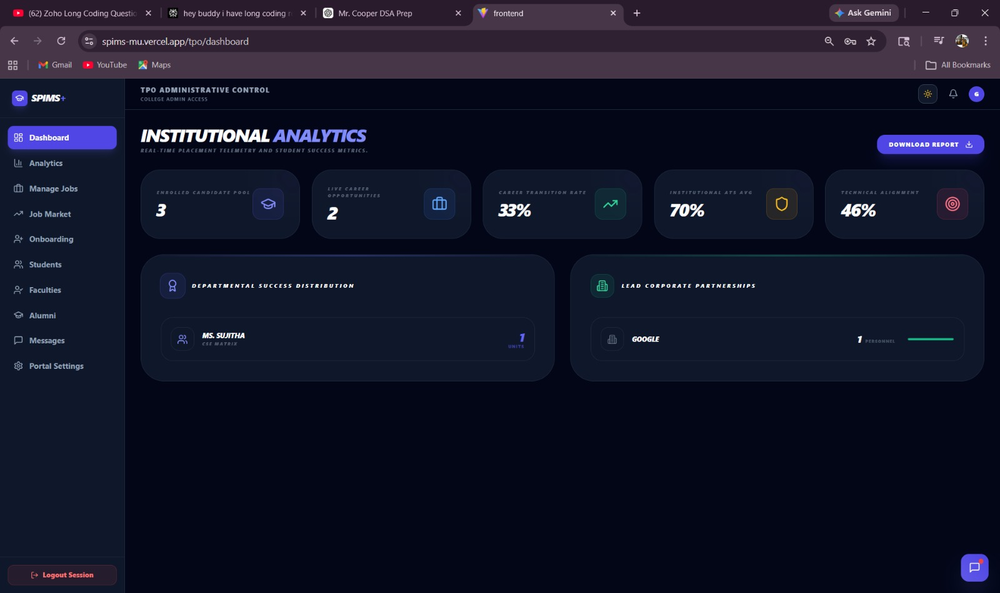 (62) Zoho Long Coding Questio
hey buddy i have long coding r
Mr. Cooper DSA Prep
frontend
Ask Gemini
spims-mu.vercel.app/tpo/dashboard
Gmail
YouTube
Maps
All Bookmarks
SPIMS+
TPO ADMINISTRATIVE CONTROL
COLLEGE ADMIN ACCESS
G
Dashboard
Analytics
Manage Jobs
Job Market
Onboarding
Students
Faculties
Alumni
Messages
Portal Settings
Logout Session
INSTITUTIONAL ANALYTICS
REAL-TIME PLACEMENT TELEMETRY AND STUDENT SUCCESS METRICS.
DOWNLOAD REPORT
ENROLLED CANDIDATE POOL
3
LIVE CAREER
OPPORTUNITIES
2
CAREER TRANSITION RATE
33%
INSTITUTIONAL ATS AVG
70%
TECHNICAL ALIGNMENT
46%
DEPARTMENTAL SUCCESS DISTRIBUTION
MS. SUJITHA
CSE MATRIX
1
UNITS
LEAD CORPORATE PARTNERSHIPS
GOOGLE
1 PERSONNEL